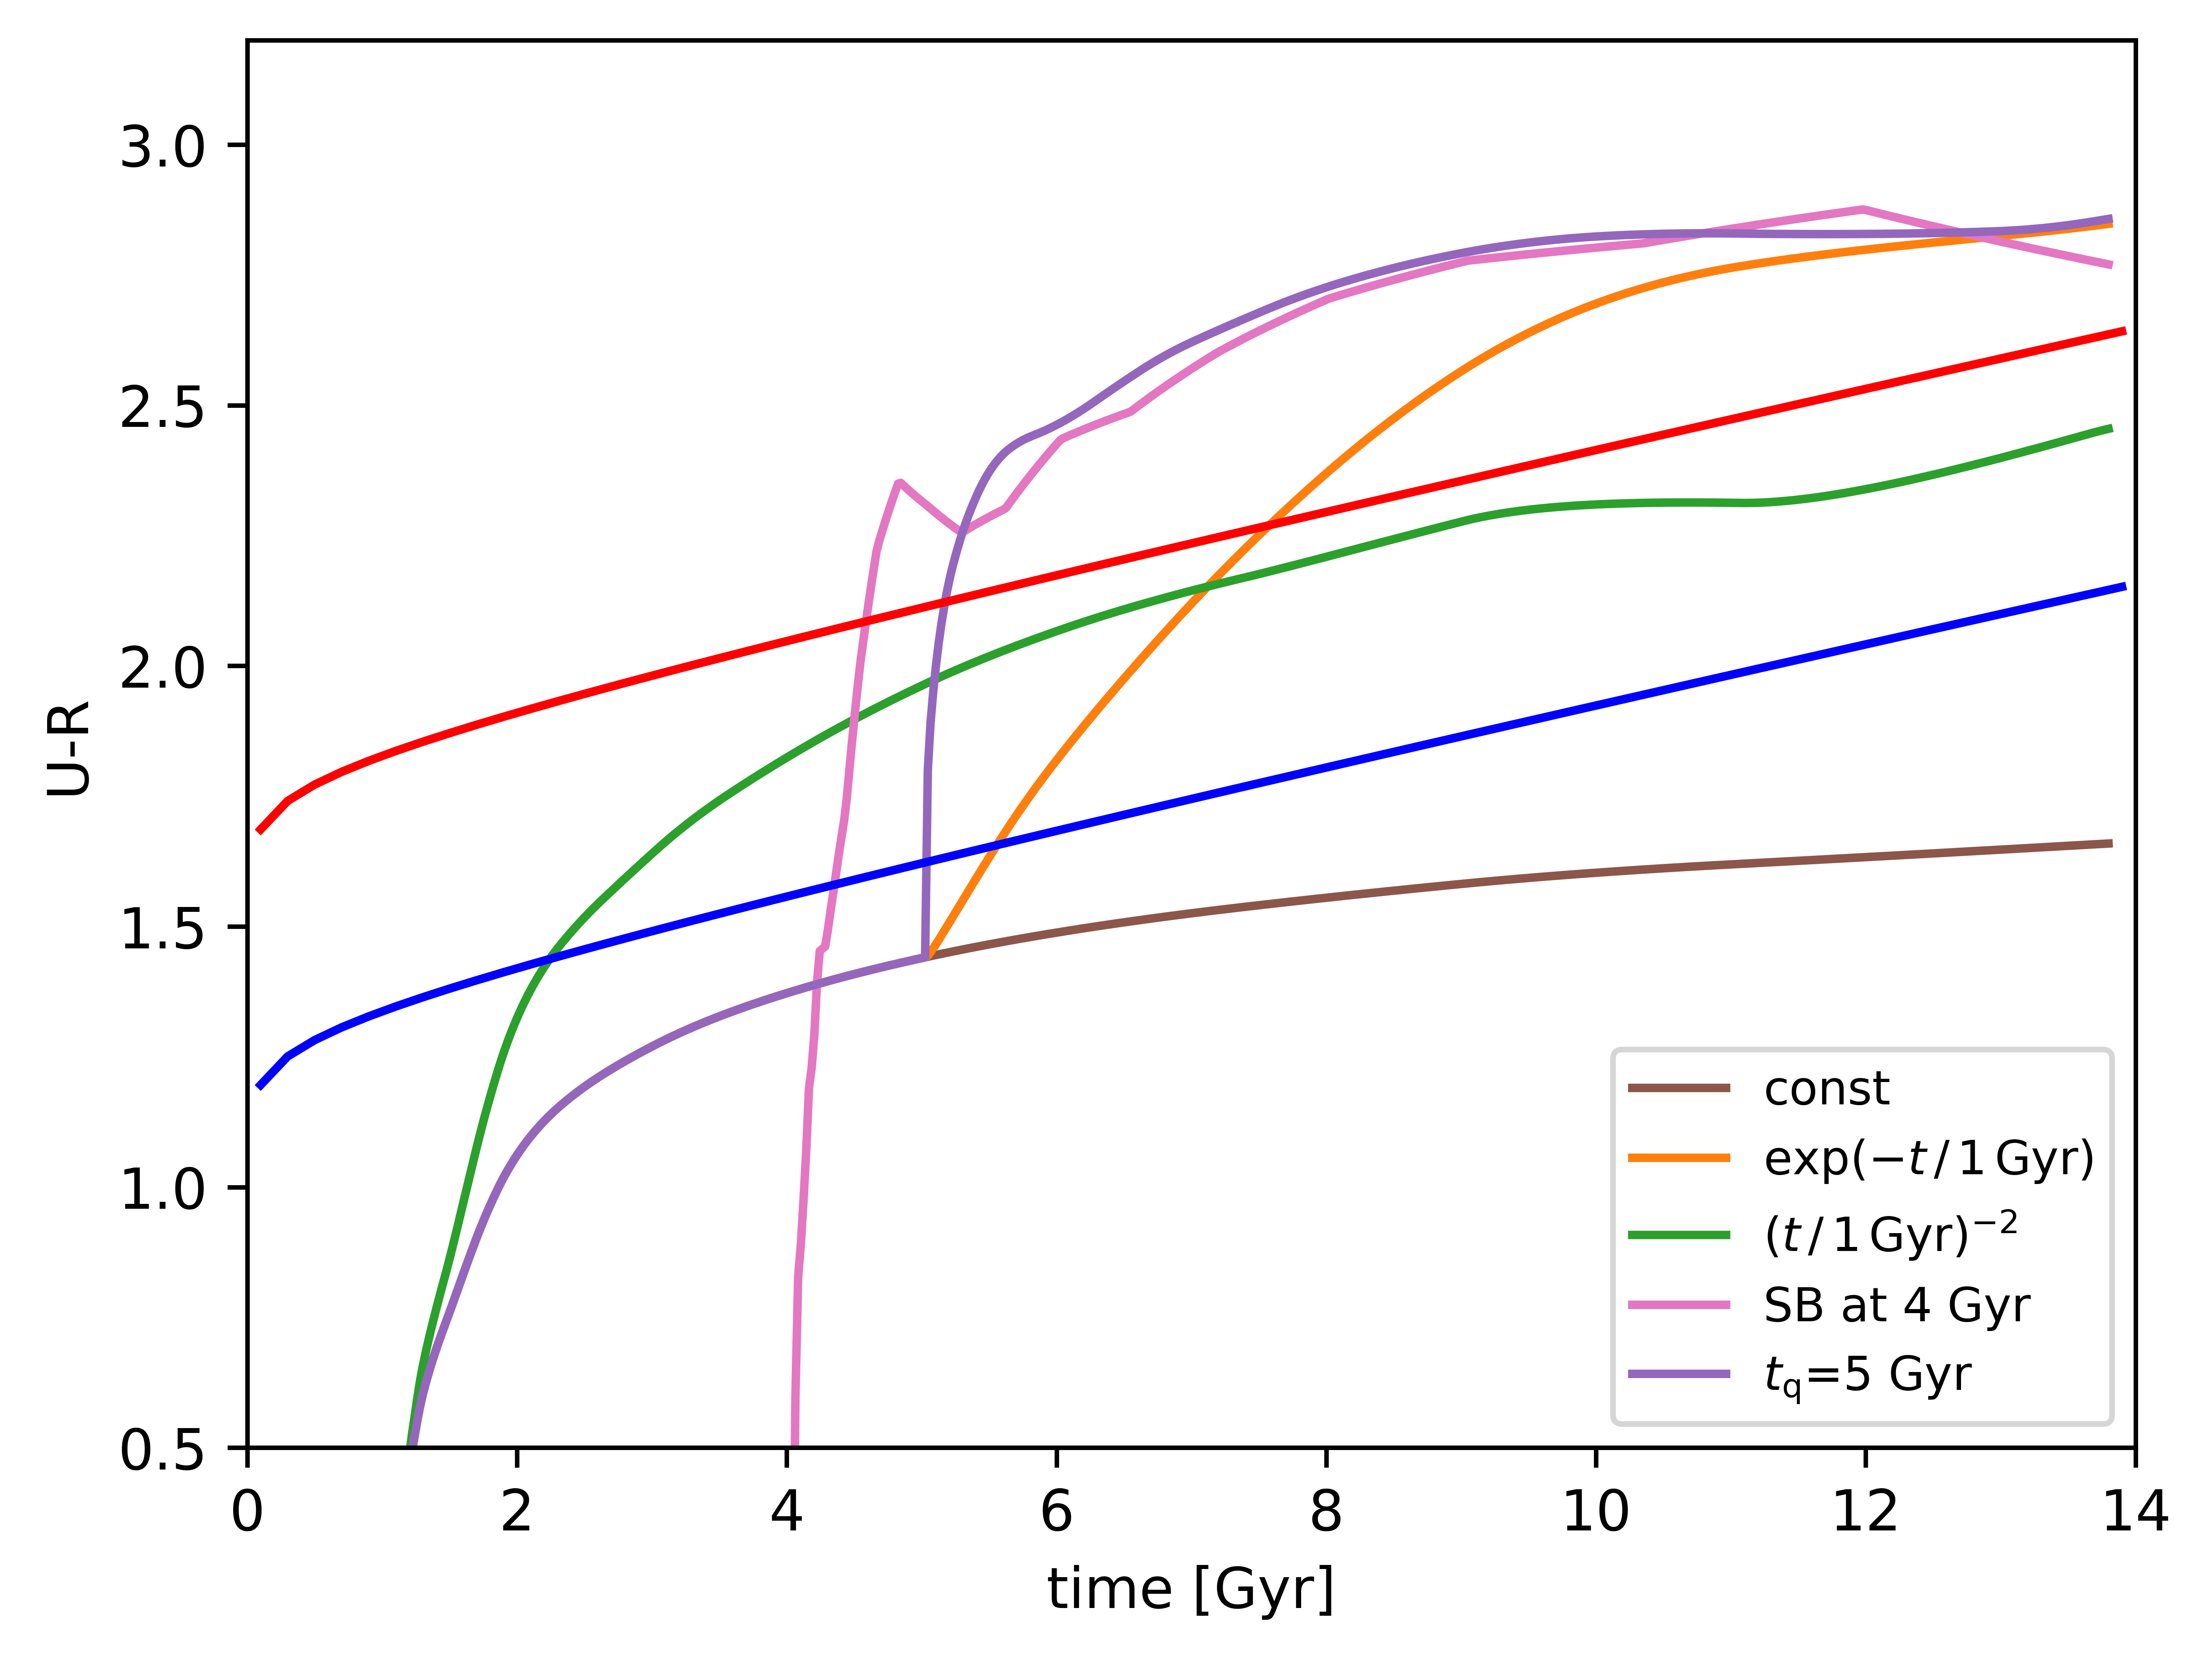 3.0
2.5
2.0
1.5
1.0
0.5
U-R
0 2 4 6 8 10 12 14
time [Gyr]
const
exp(−t / 1 Gyr)
(t / 1 Gyr)⁻²
SB at 4 Gyr
t_q=5 Gyr